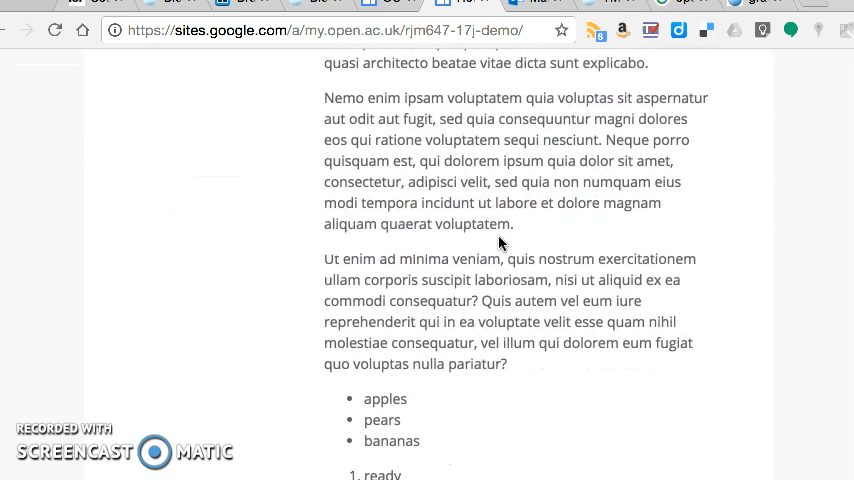 https://sites.google.com/a/my.open.ac.uk/rjm647-17j-demo/
quasi architecto beatae vitae dicta sunt explicabo.
Nemo enim ipsam voluptatem quia voluptas sit aspernatur
aut odit aut fugit, sed quia consequuntur magni dolores
eos qui ratione voluptatem sequi nesciunt. Neque porro
quisquam est, qui dolorem ipsum quia dolor sit amet,
consectetur, adipisci velit, sed quia non numquam eius
modi tempora incidunt ut labore et dolore magnam
aliquam quaerat voluptatem.
Ut enim ad minima veniam, quis nostrum exercitationem
ullam corporis suscipit laboriosam, nisi ut aliquid ex ea
commodi consequatur? Quis autem vel eum iure
reprehenderit qui in ea voluptate velit esse quam nihil
molestiae consequatur, vel illum qui dolorem eum fugiat
quo voluptas nulla pariatur?
• apples
• pears
• bananas
1. ready
RECORDED WITH
SCREENCAST MATIC